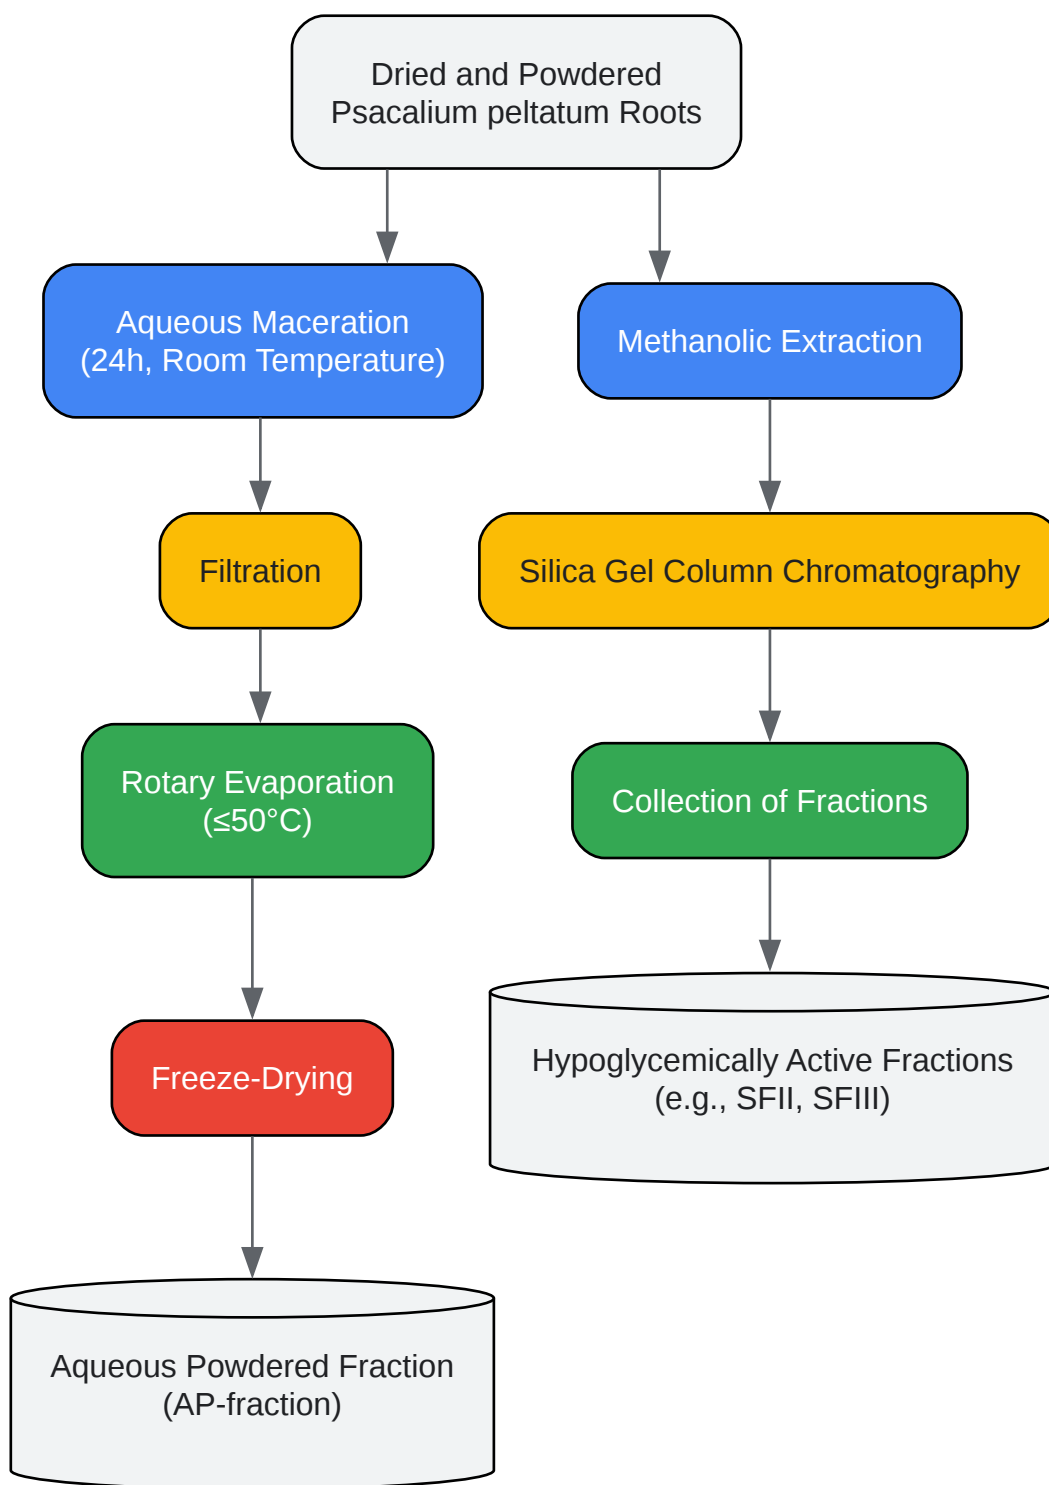 Dried and Powdered
Psacalium peltatum Roots
Aqueous Maceration
(24h, Room Temperature)
Methanolic Extraction
Filtration
Silica Gel Column Chromatography
Rotary Evaporation
(≤50°C)
Collection of Fractions
Freeze-Drying
Hypoglycemically Active Fractions
(e.g., SFII, SFIII)
Aqueous Powdered Fraction
(AP-fraction)